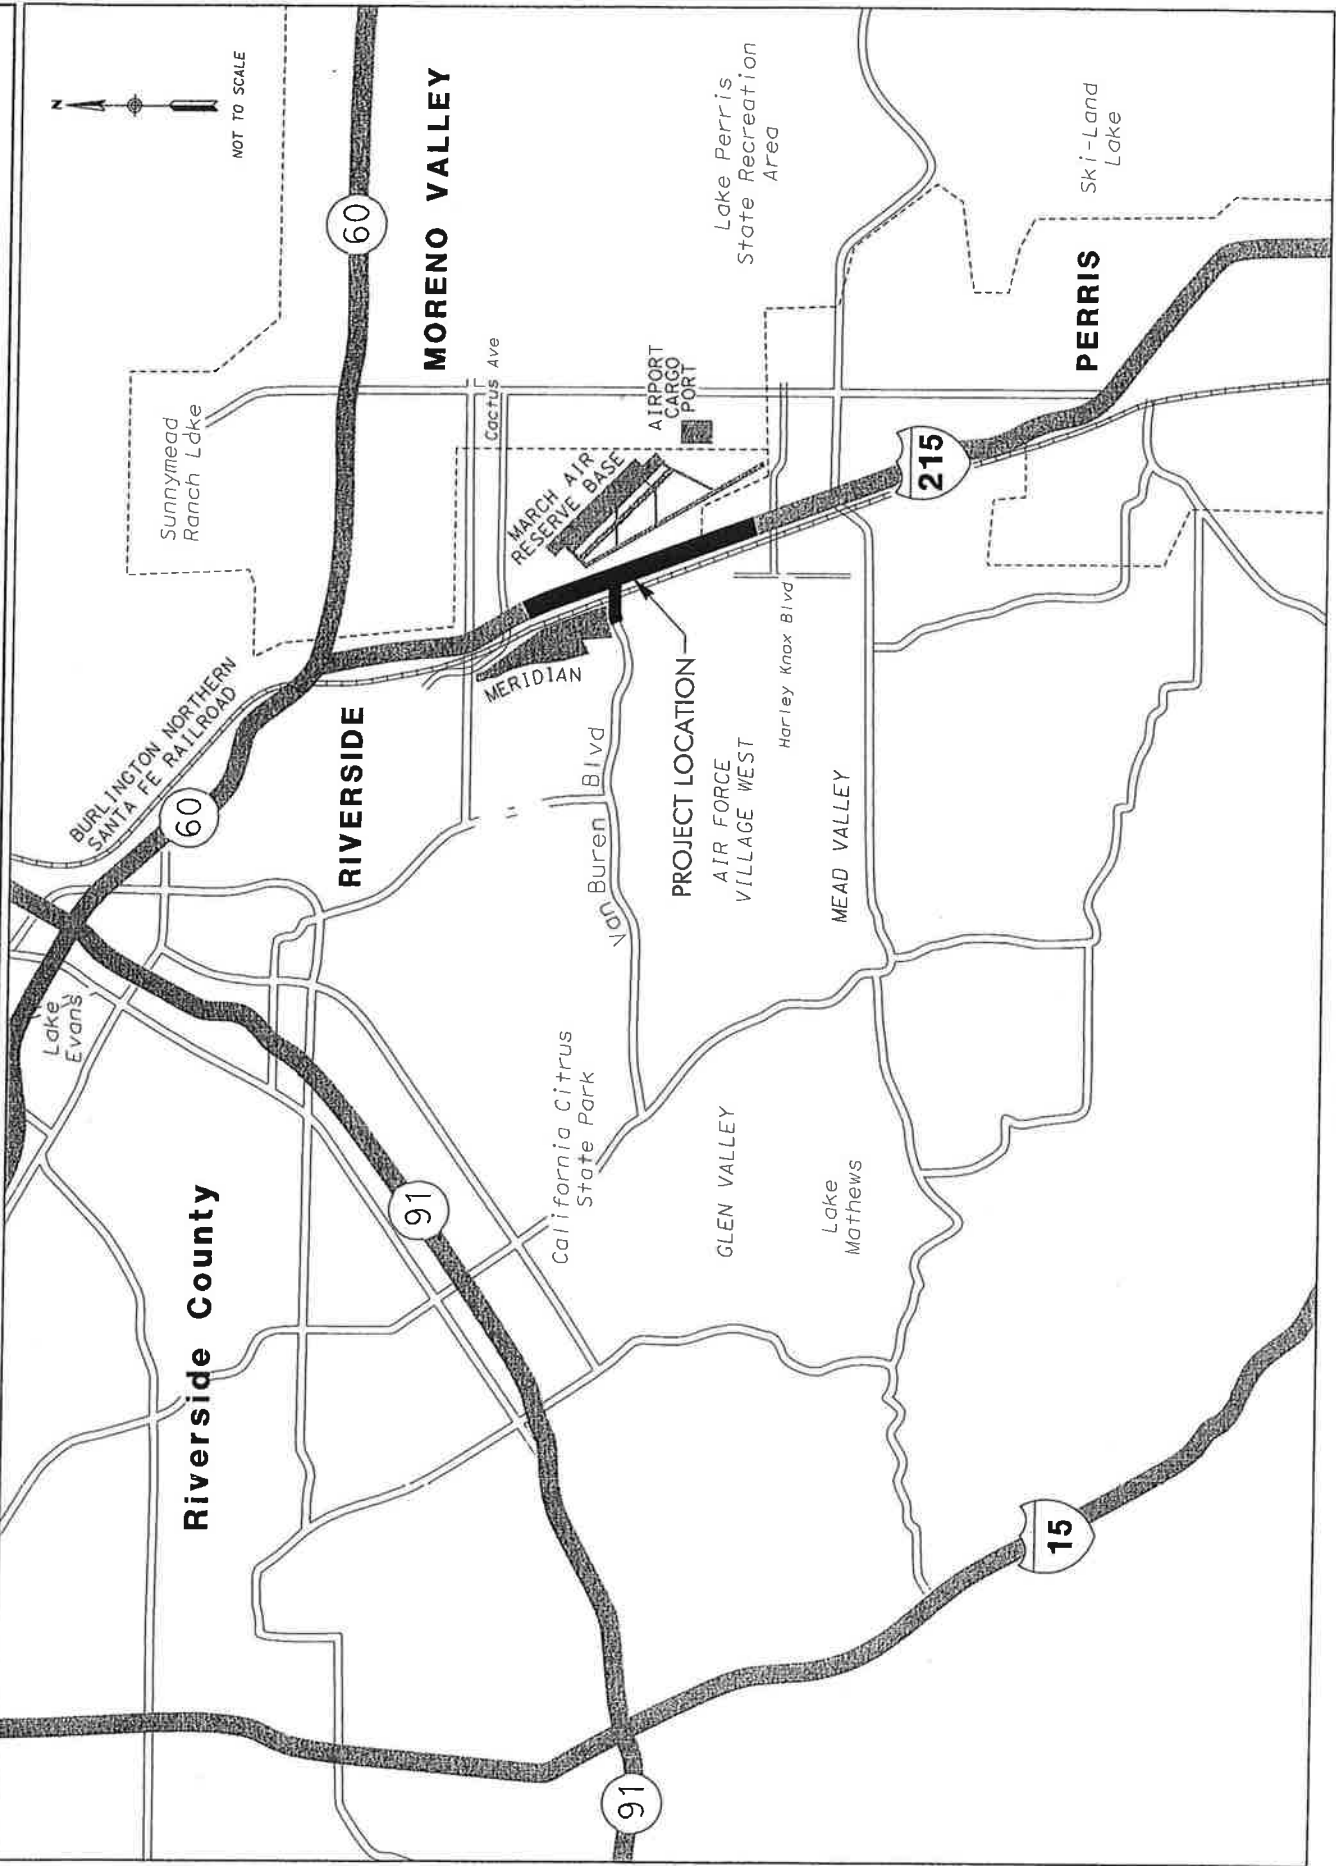 N
NOT TO SCALE
Sunnymead
Ranch Lake
BURLINGTON NORTHERN
SANTA FE RAILROAD
60
60
MORENO VALLEY
RIVERSIDE
Lake
Evans
Riverside County
91
Cactus Ave
MARCH AIR
RESERVE BASE
AIRPORT
CARGO
PORT
MERIDIAN
Van Buren Blvd
California Citrus
State Park
PROJECT LOCATION
AIR FORCE
VILLAGE WEST
Harley Knox Blvd
Lake Perris
State Recreation
Area
GLEN VALLEY
MEAD VALLEY
Lake
Mathews
215
PERRIS
Ski-Land
Lake
15
91